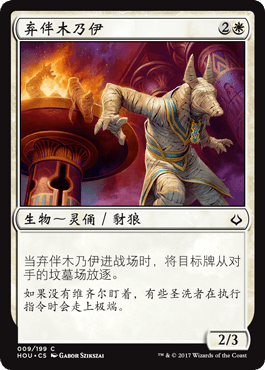 弃伴木乃伊 2
生物～灵俑／豺狼
当弃伴木乃伊进战场时，将目标牌从对
手的坟墓场放逐。
如果没有维齐尔盯着，有些圣洗者在执行
指令时会走上极端。
2/3
009/199 C
HOU • CS GABOR SZIKSZAI
™ & © 2017 Wizards of the Coast